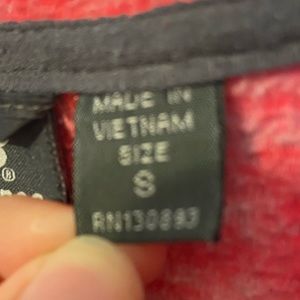 MADE IN
VIETNAM
SIZE
S
RN130893
®